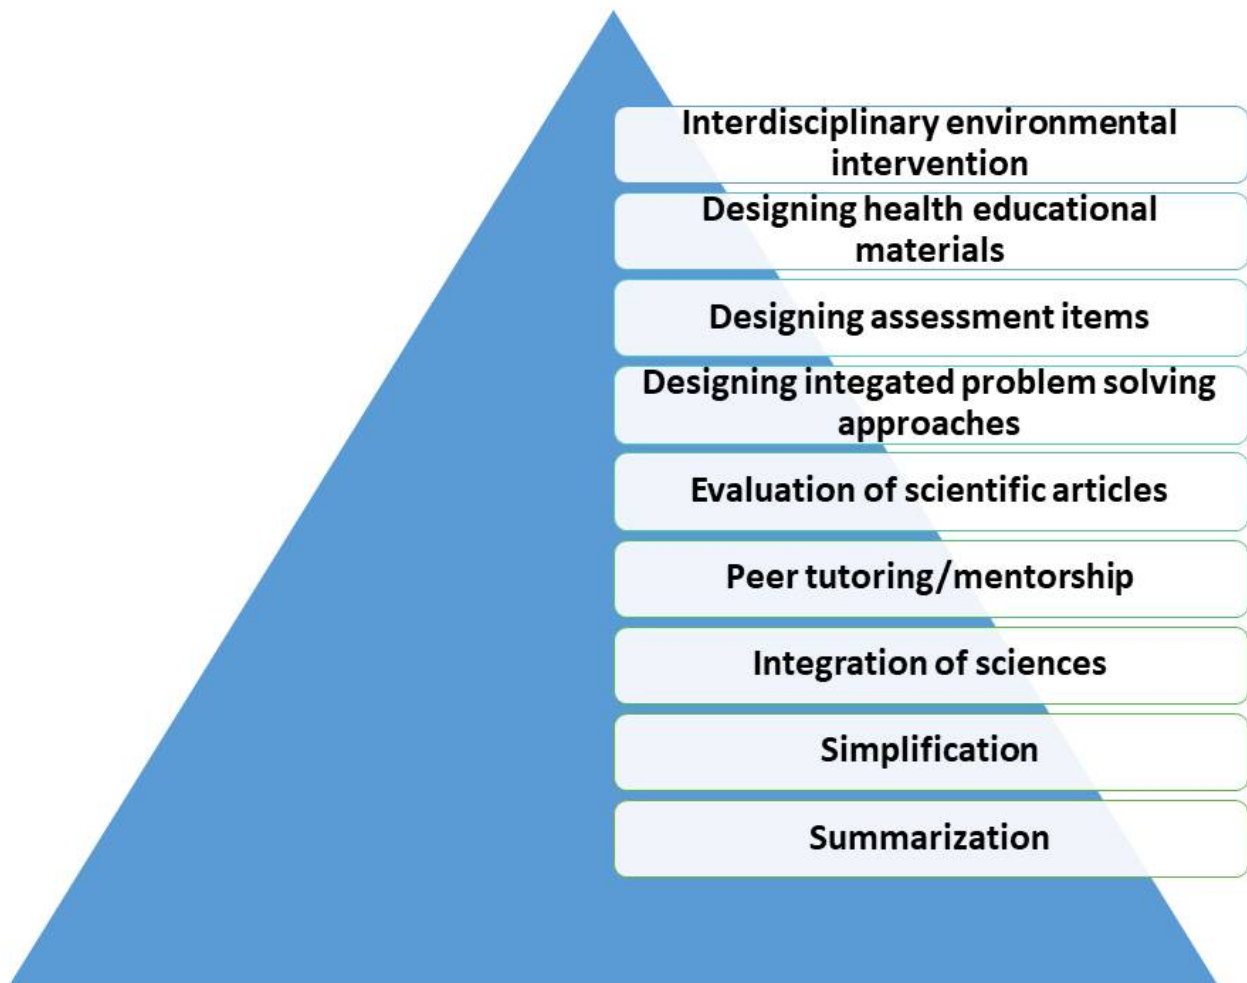 Interdisciplinary environmental
intervention
Designing health educational
materials
Designing assessment items
Designing integated problem solving
approaches
Evaluation of scientific articles
Peer tutoring/mentorship
Integration of sciences
Simplification
Summarization